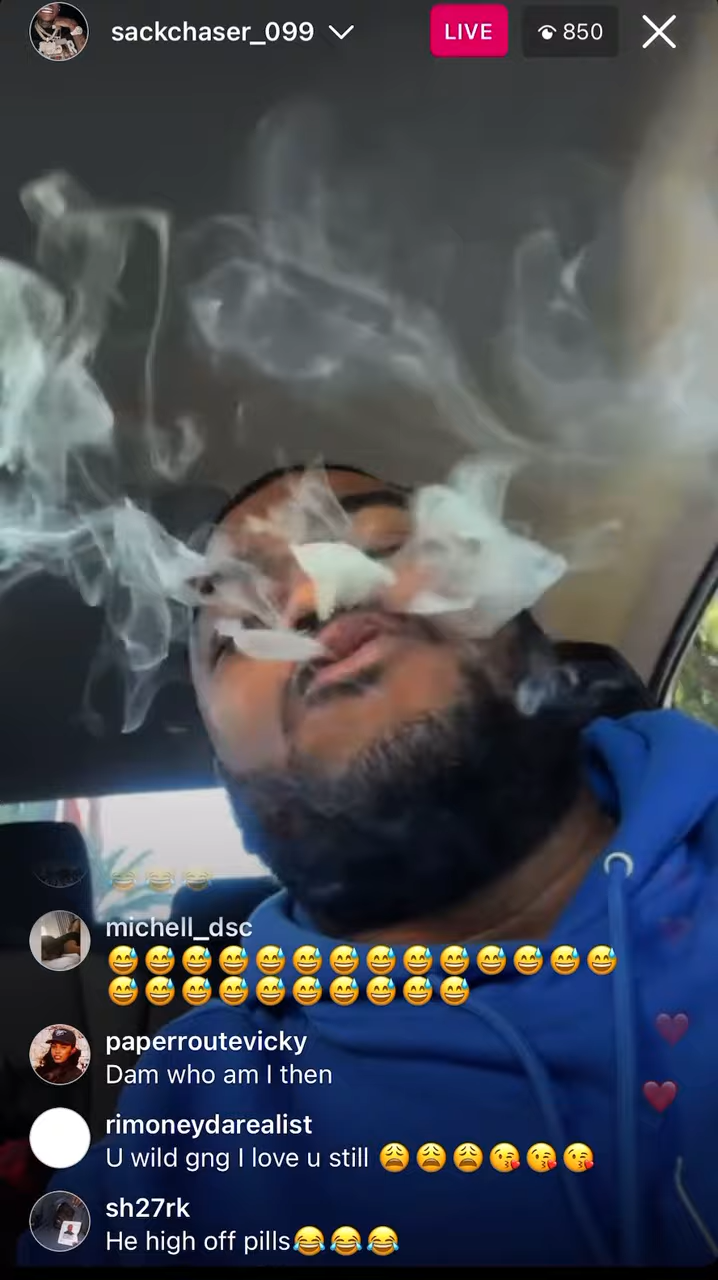 sackchaser_099
LIVE
850
😂😂😂
michell_dsc
😅😅😅😅😅😅😅😅😅😅😅😅😅😅
😅😅😅😅😅😅😅😅😅😅
paperroutevicky
Dam who am I then
rimoneydarealist
U wild gng I love u still 😩😩😩😘😘😘
sh27rk
He high off pills😂😂😂